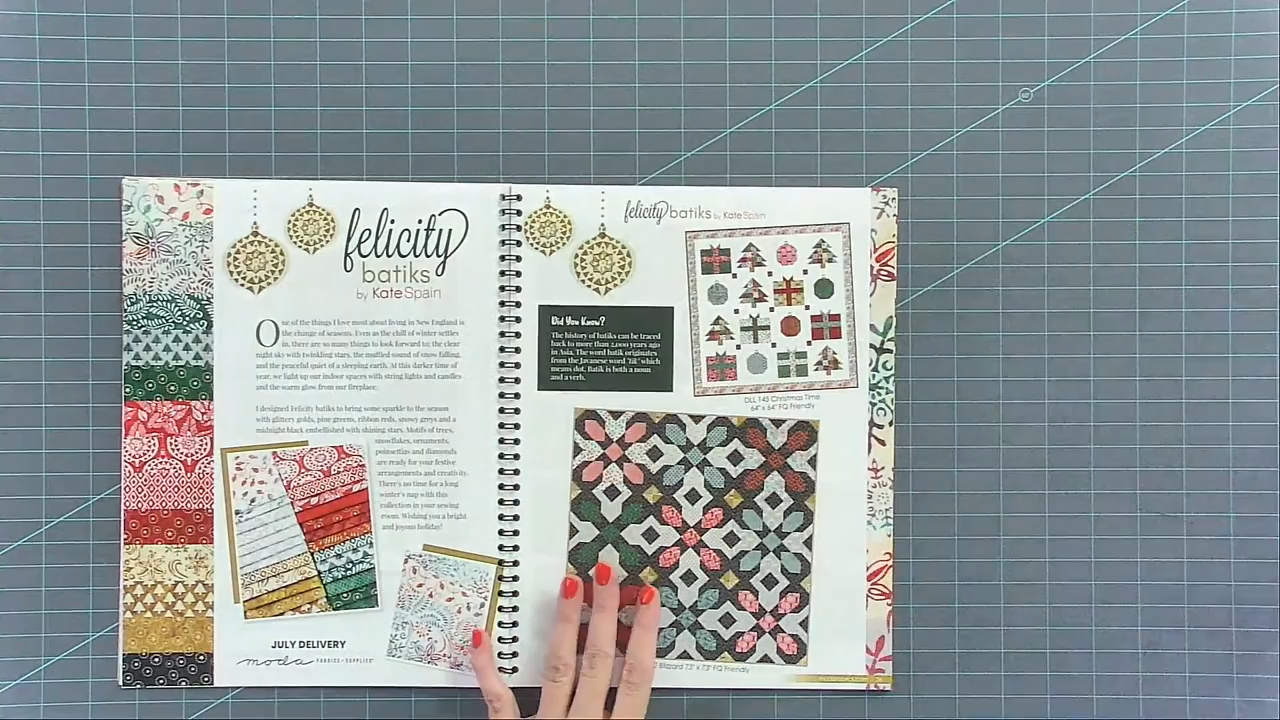 felicity
batiks
by KateSpain
One of the things I love most about living in New England is
the change of seasons. Even as the chill of winter settles
in, there are so many things to look forward to: the clear
night sky with twinkling stars, the muffled sound of snow falling,
and the peaceful quiet of a sleeping earth. At this darker time of
year, we light up our indoor spaces with string lights and candles
and the warm glow from our fireplace.
I designed Felicity batiks to bring some sparkle to the season
with glittery golds, pine greens, ribbon reds, snowy greys and a
midnight black embellished with shining stars. Motifs of trees,
snowflakes, ornaments,
poinsettias and diamonds
are ready for your festive
arrangements and creativity.
There's no time for a long
winter's nap with this
collection in your sewing
room. Wishing you a bright
and joyous holiday!
JULY DELIVERY
moda FABRICS + SUPPLIES
felicity batiks by KateSpain
Did You Know?
The history of batiks can be traced
back to more than 2,000 years ago
in Asia. The word batik originates
from the Javanese word 'tik' which
means dot. Batik is both a noun
and a verb.
DLL 143 Christmas Time
64" x 64" FQ Friendly
Blizzard 73" x 73" FQ Friendly
60°